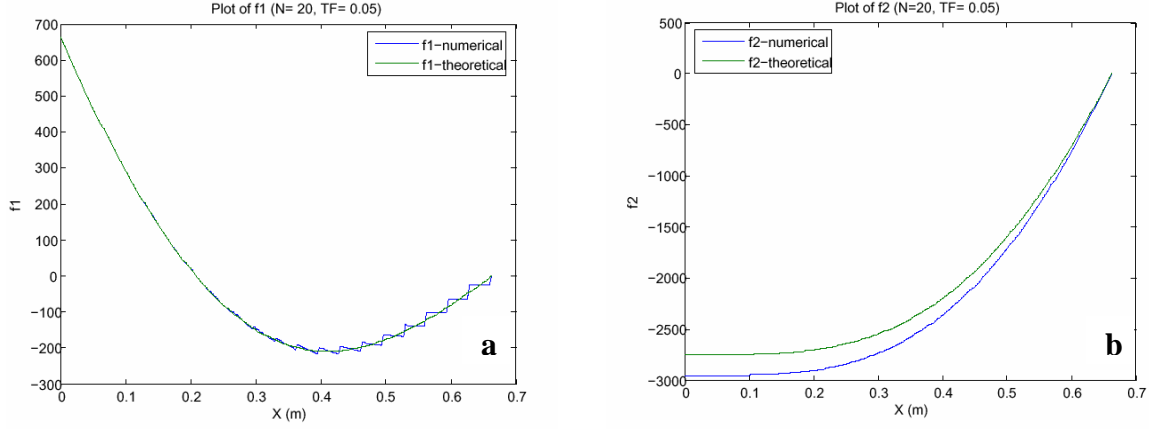 Plot of f1 (N= 20, TF= 0.05)
700
600
500
400
300
200
100
0
−100
−200
−300
f1
0
0.1
0.2
0.3
0.4
0.5
0.6
0.7
X (m)
f1−numerical
f1−theoretical
a
Plot of f2 (N=20, TF= 0.05)
500
0
−500
−1000
−1500
−2000
−2500
−3000
f2
0
0.1
0.2
0.3
0.4
0.5
0.6
0.7
X (m)
f2−numerical
f2−theoretical
b